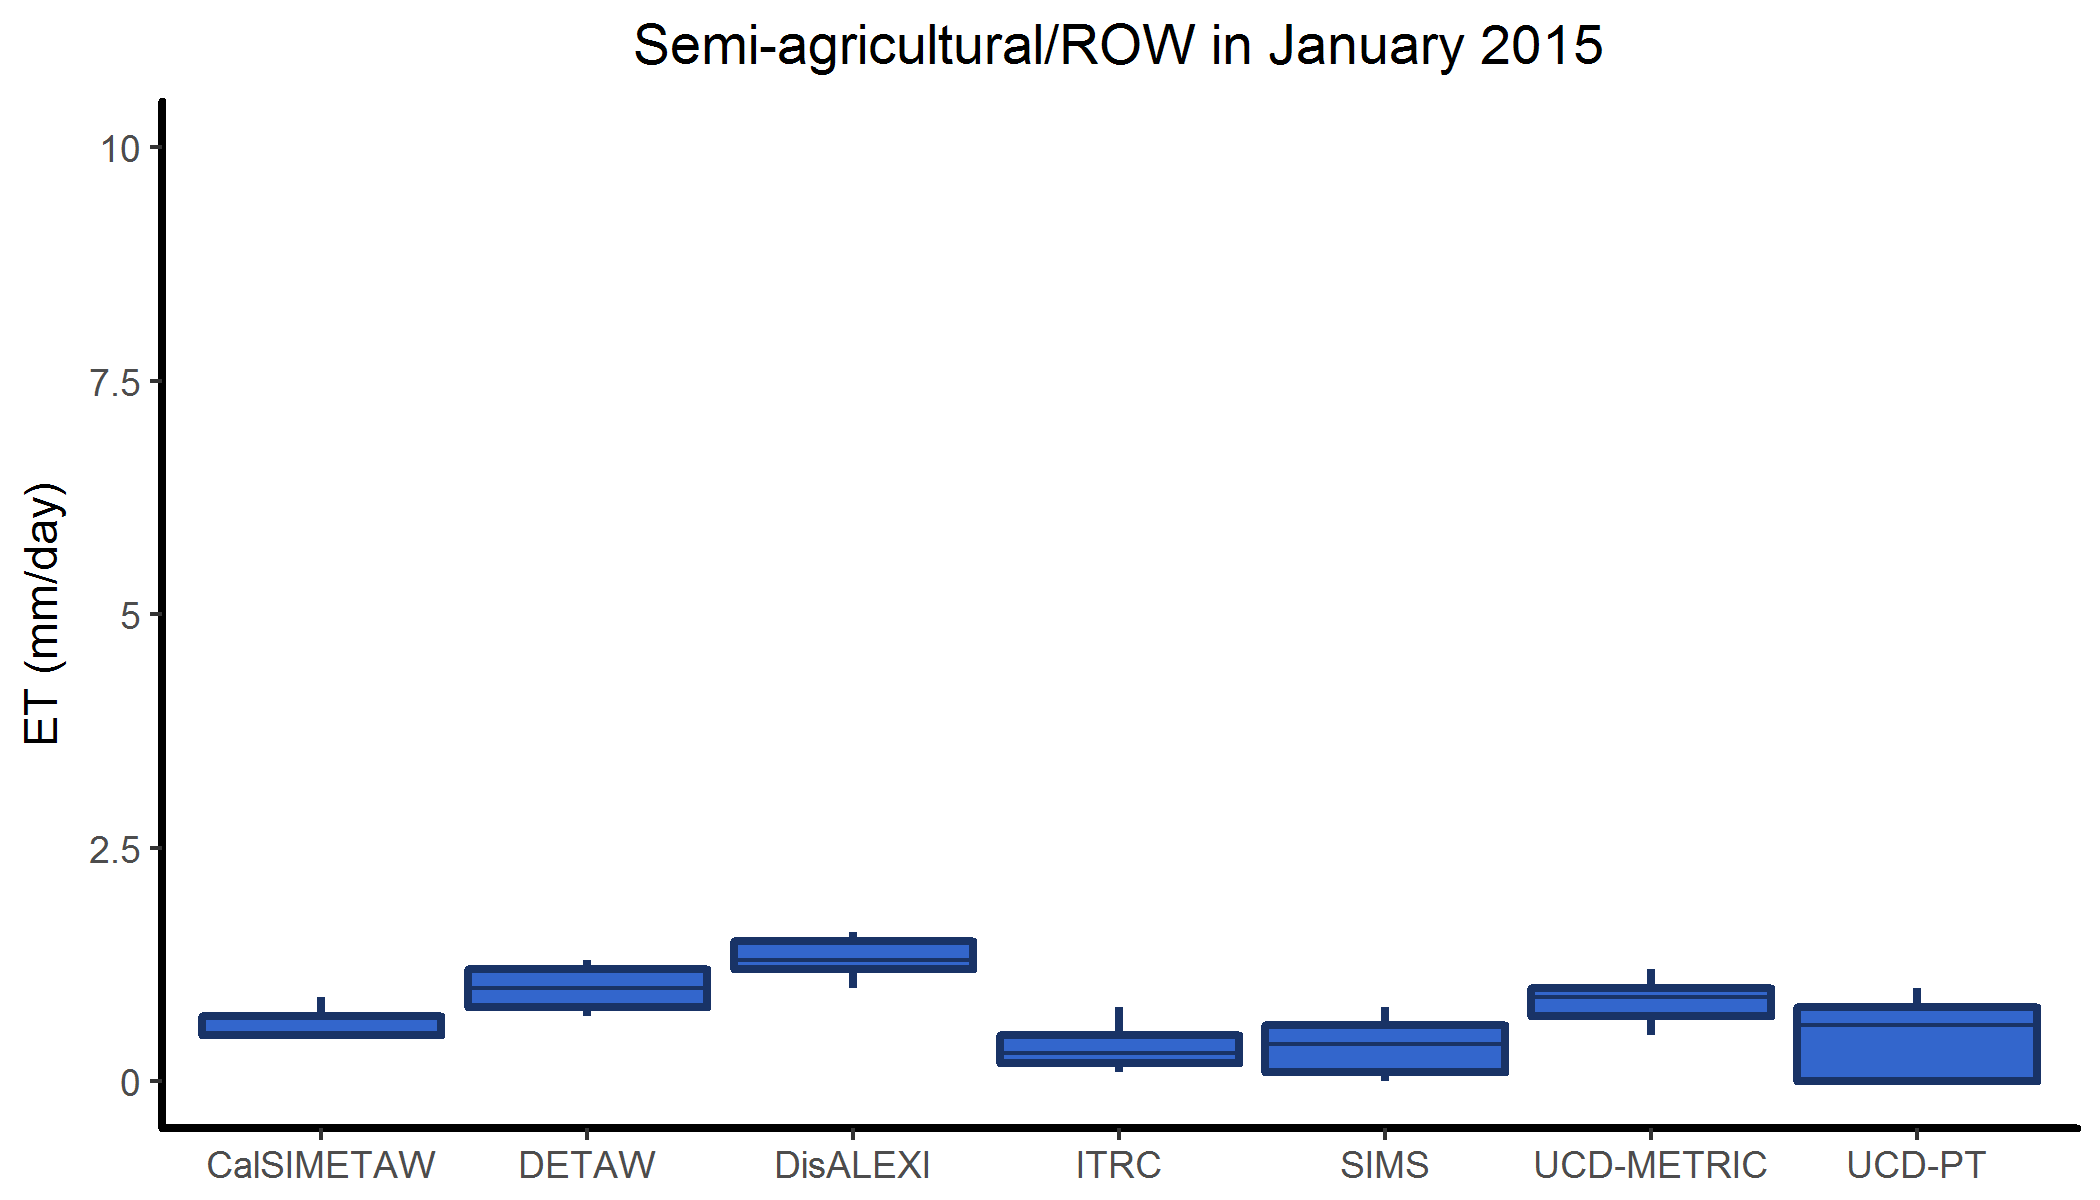 Semi-agricultural/ROW in January 2015
ET (mm/day)
10
7.5
5
2.5
0
CalSIMETAW DETAW DisALEXI ITRC SIMS UCD-METRIC UCD-PT